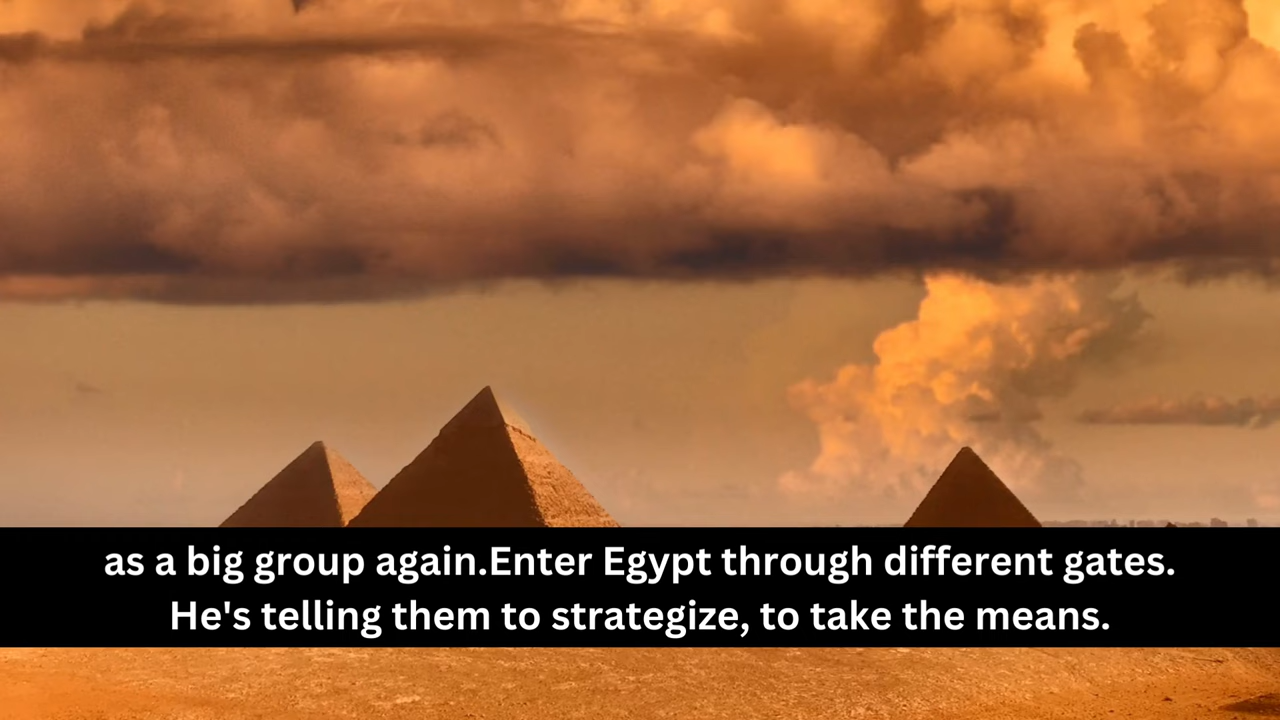 as a big group again.Enter Egypt through different gates.
He's telling them to strategize, to take the means.